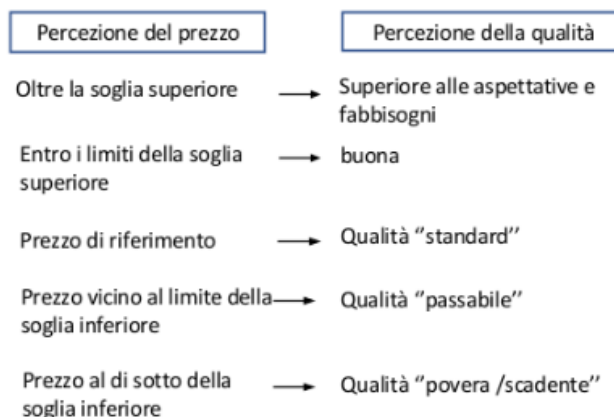 Percezione del prezzo
Percezione della qualità
Oltre la soglia superiore
Superiore alle aspettative e
fabbisogni
Entro i limiti della soglia
superiore
buona
Prezzo di riferimento
Qualità ‘’standard’’
Prezzo vicino al limite della
soglia inferiore
Qualità ‘’passabile’’
Prezzo al di sotto della
soglia inferiore
Qualità ‘’povera /scadente’’